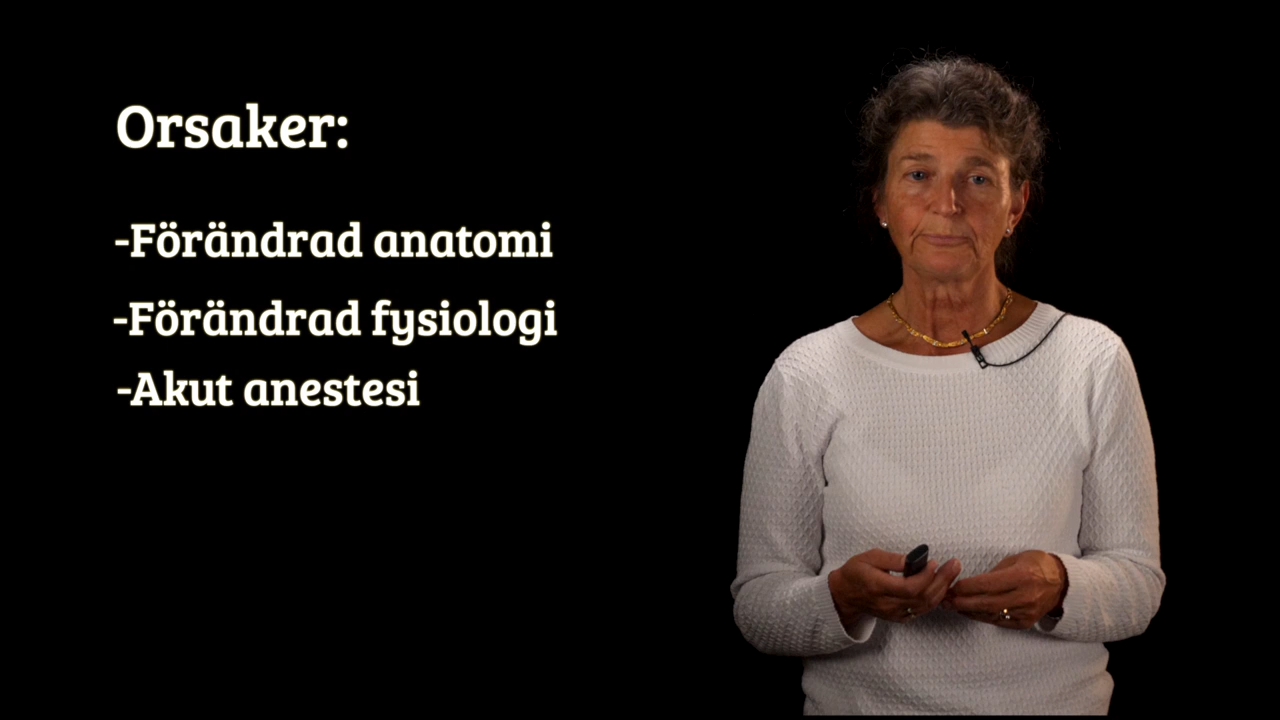 Orsaker:
-Förändrad anatomi
-Förändrad fysiologi
-Akut anestesi